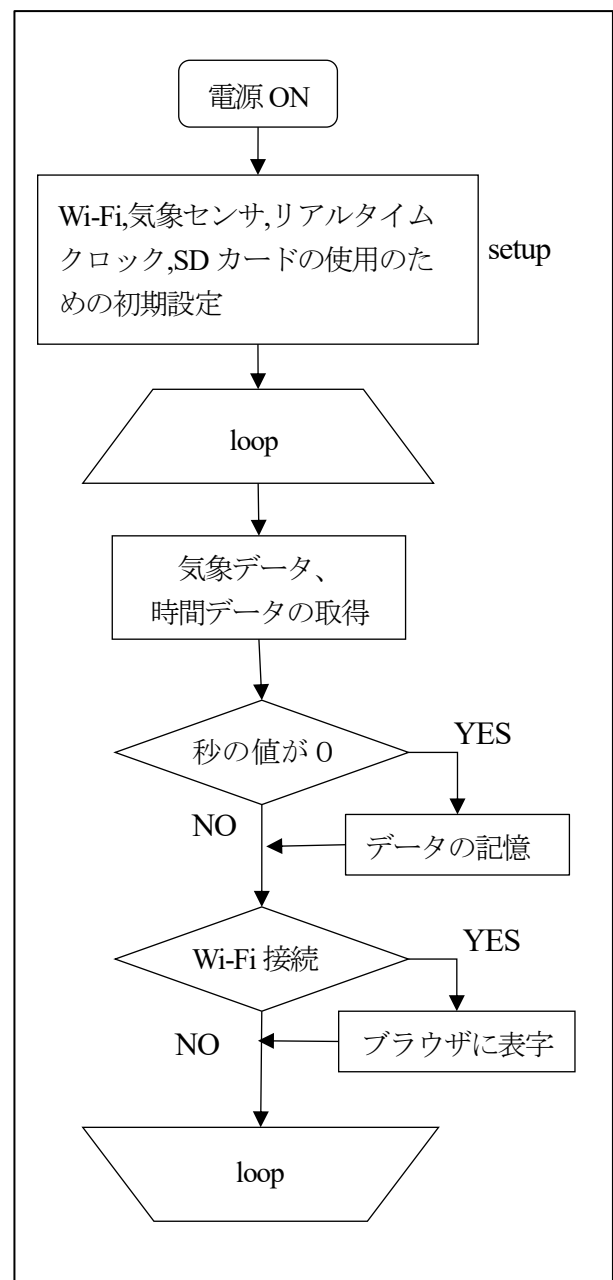 電源 ON
Wi-Fi,気象センサ,リアルタイム
クロック,SD カードの使用のた
めの初期設定
setup
loop
気象データ、
時間データの取得
秒の値が 0
YES
NO
データの記憶
Wi-Fi 接続
YES
NO
ブラウザに表字
loop